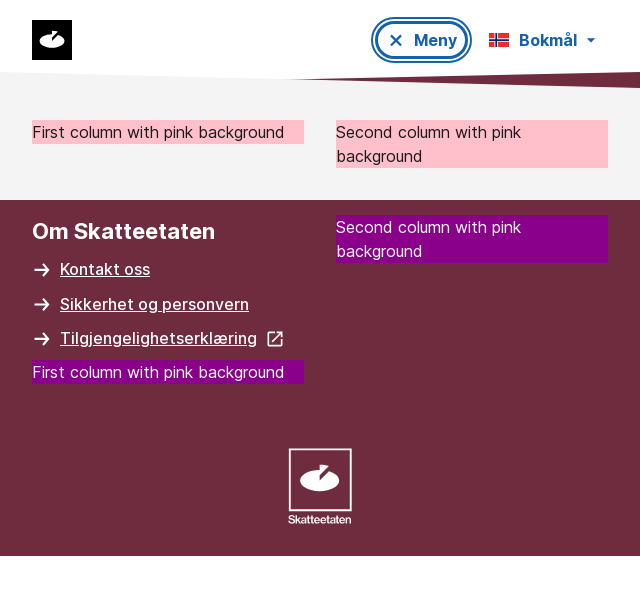 Meny
Bokmål
First column with pink background
Second column with pink
background
Om Skatteetaten
Kontakt oss
Sikkerhet og personvern
Tilgjengelighetserklæring
First column with pink background
Second column with pink
background
Skatteetaten